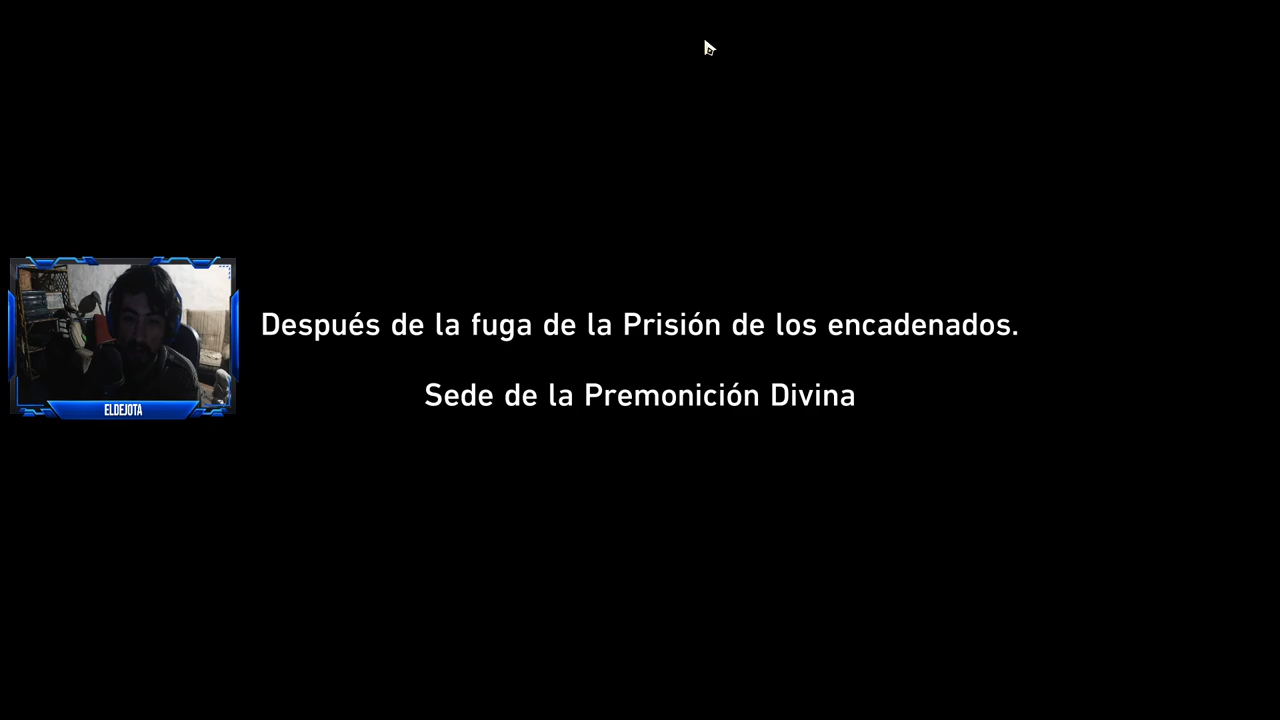 Después de la fuga de la Prisión de los encadenados.
Sede de la Premonición Divina
ELDEJOTA